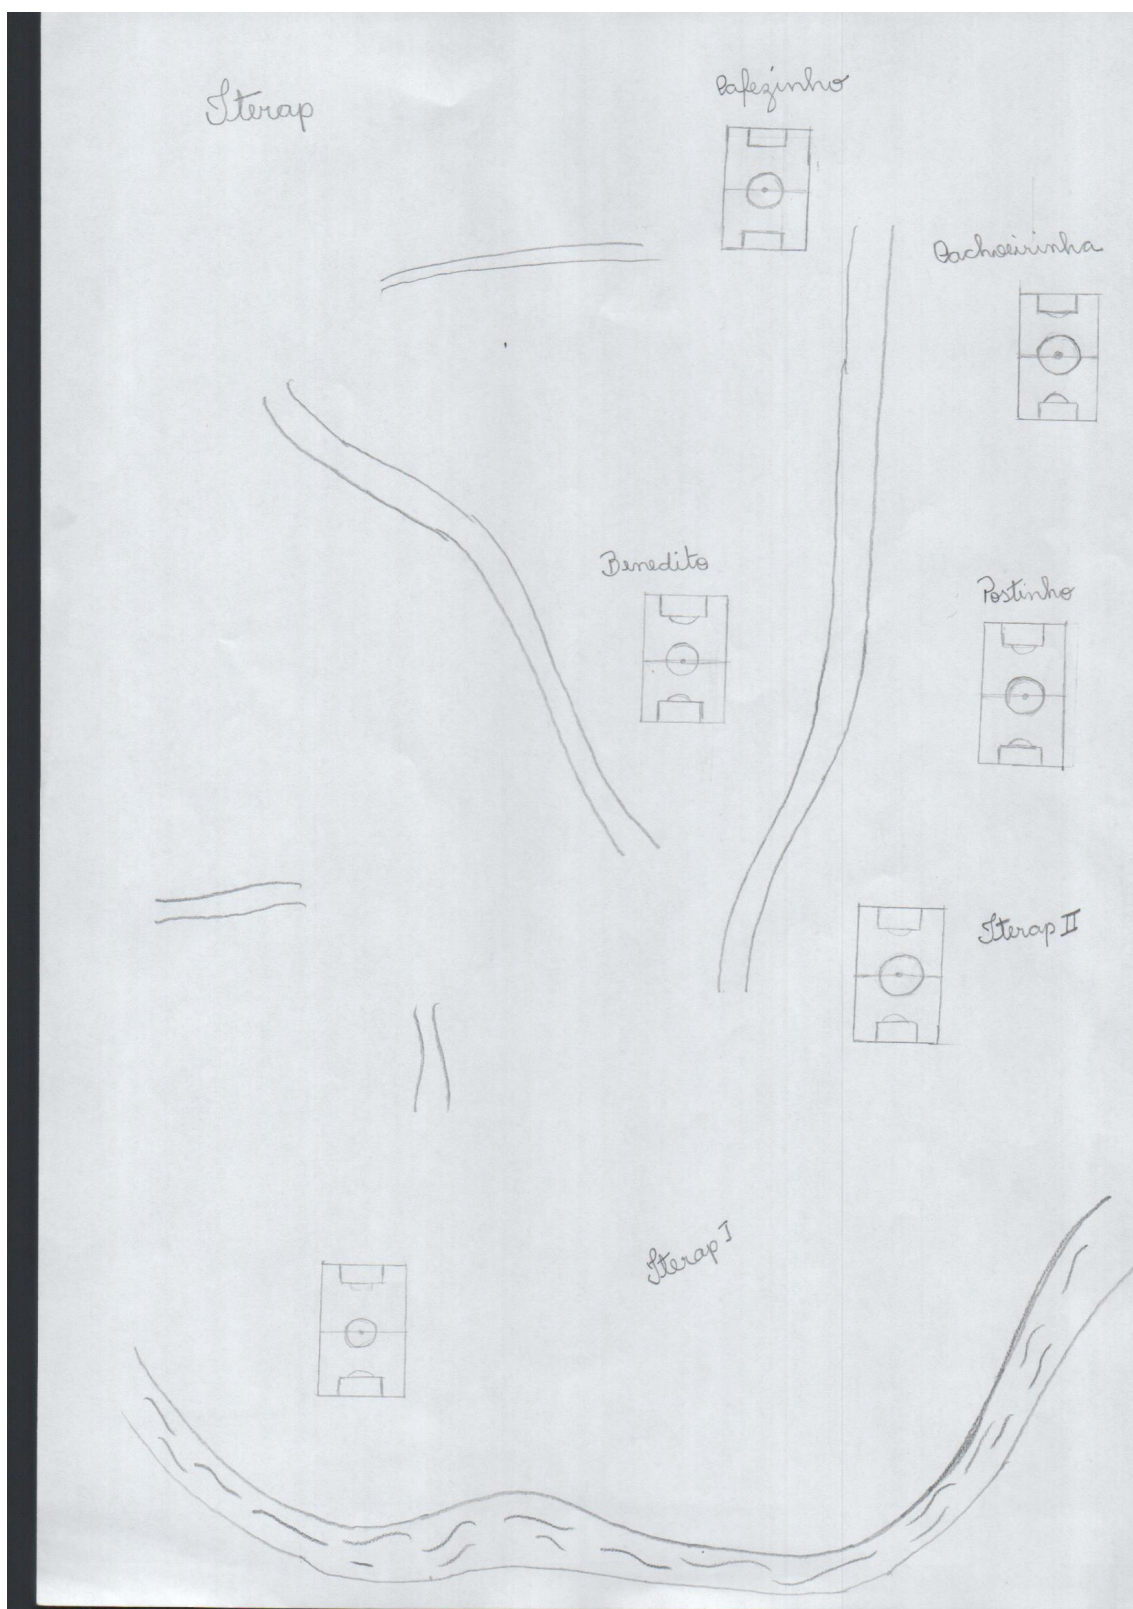 Iterap
Cafezinho
Cachoeirinha
Benedito
Postinho
Iterap II
Iterap I